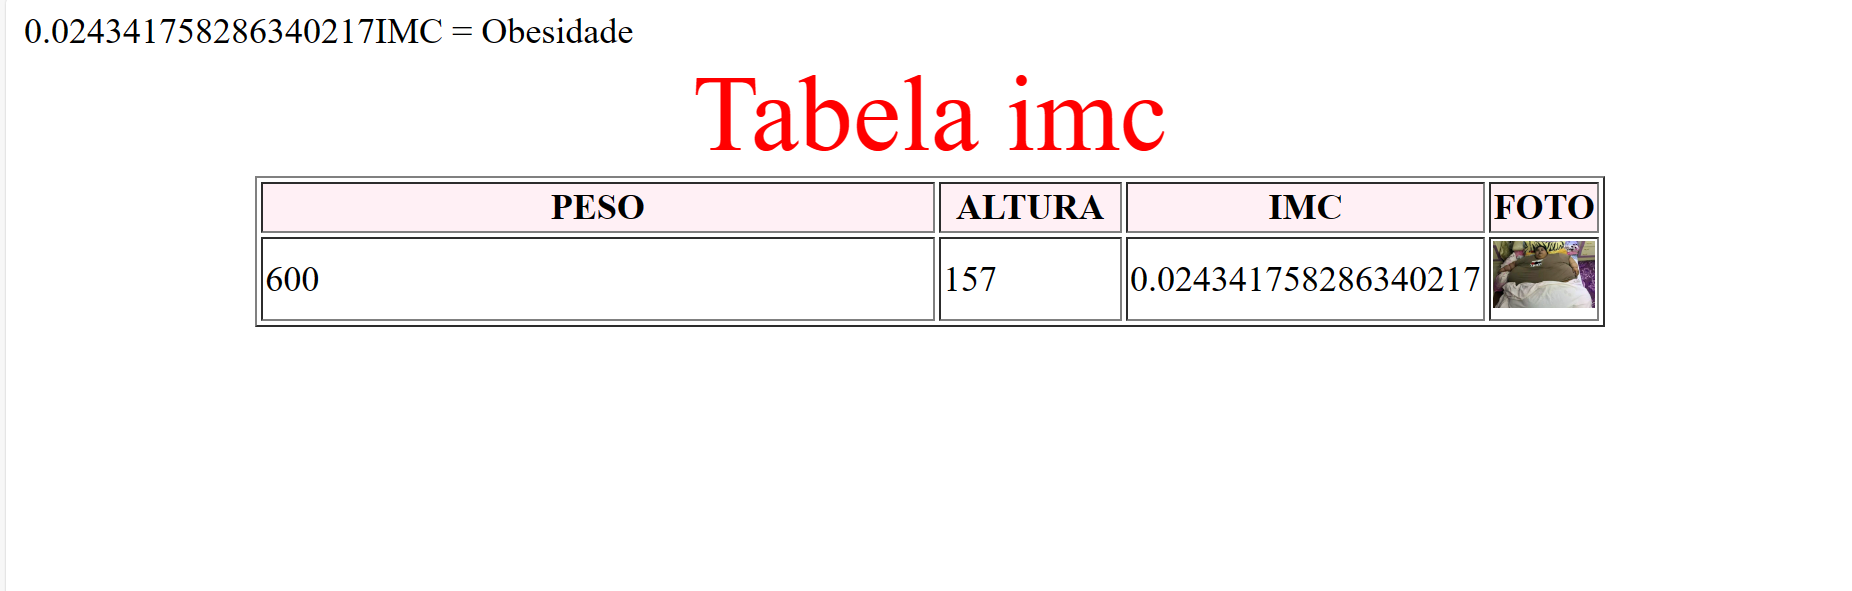 0.024341758286340217IMC = Obesidade
Tabela imc
PESO ALTURA IMC FOTO
600 157 0.024341758286340217